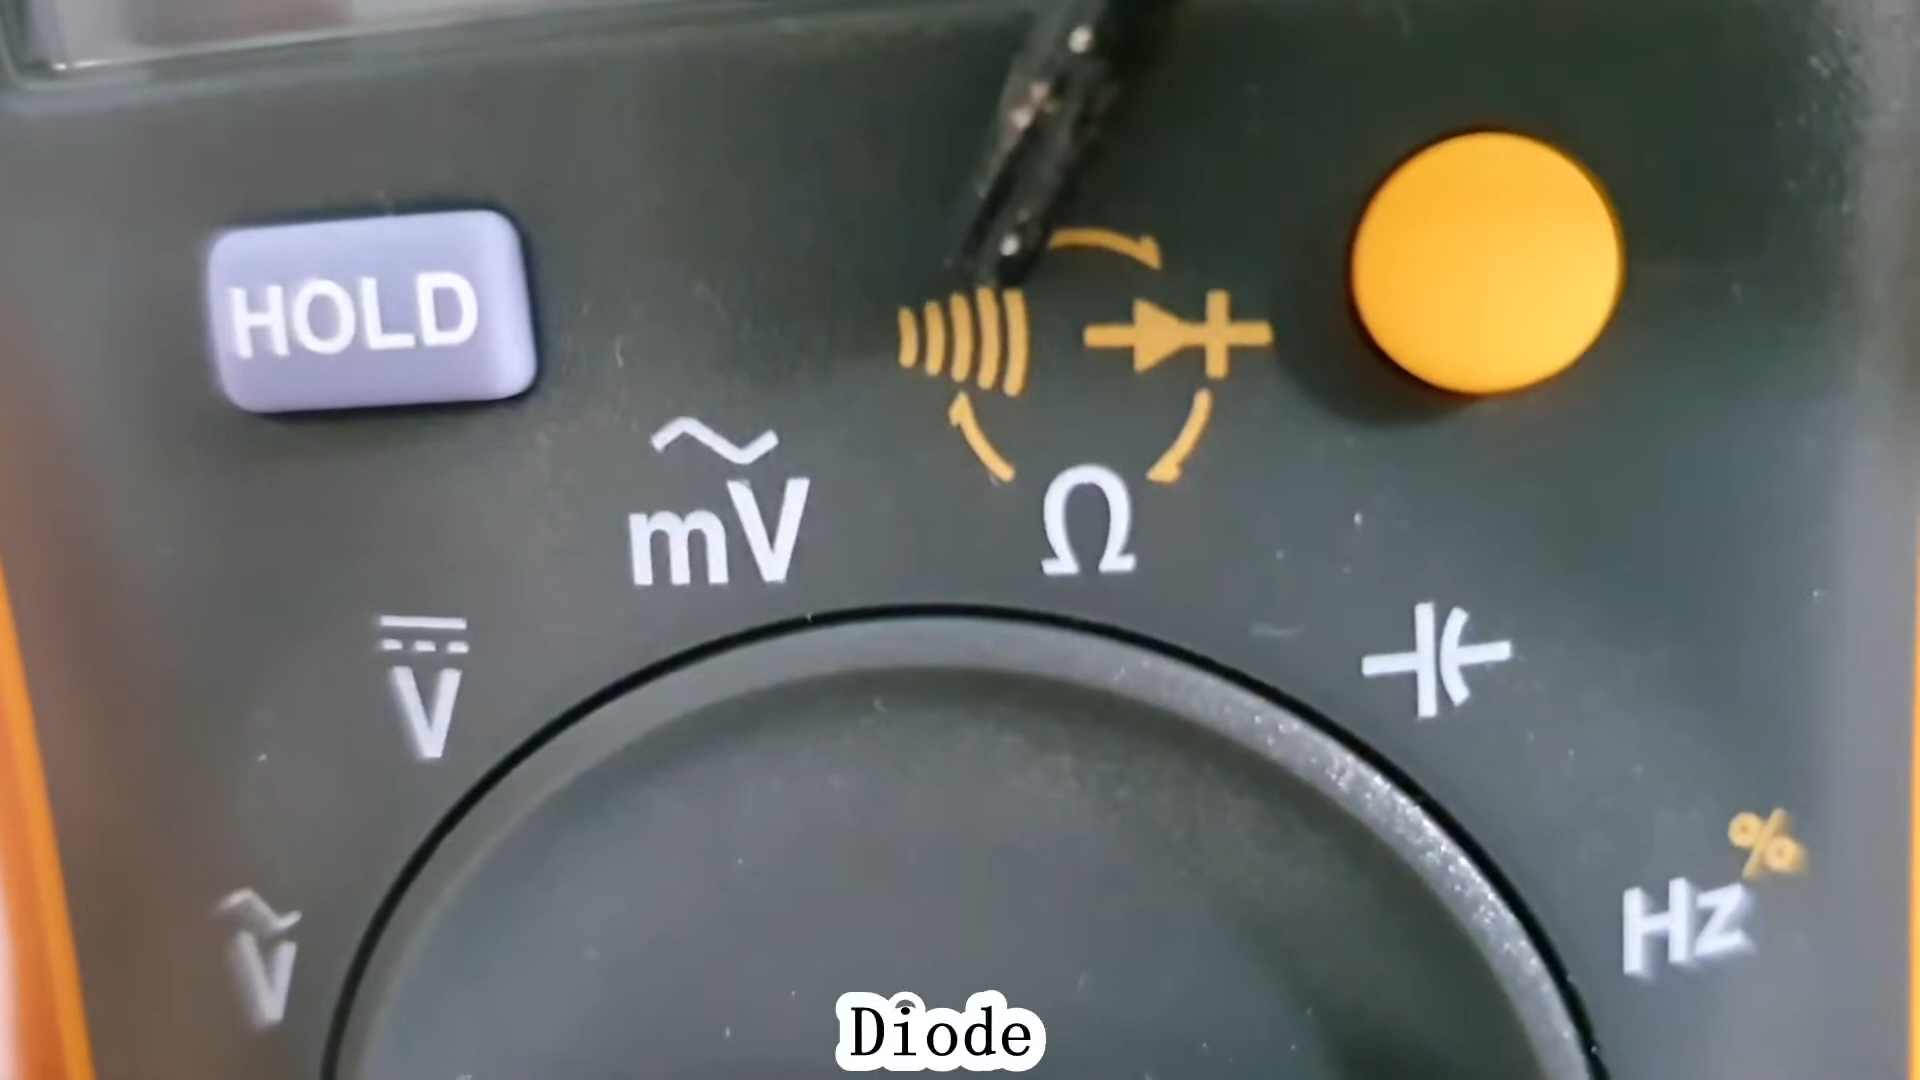 HOLD
mV
Ω
V
Hz
%
V
Diode